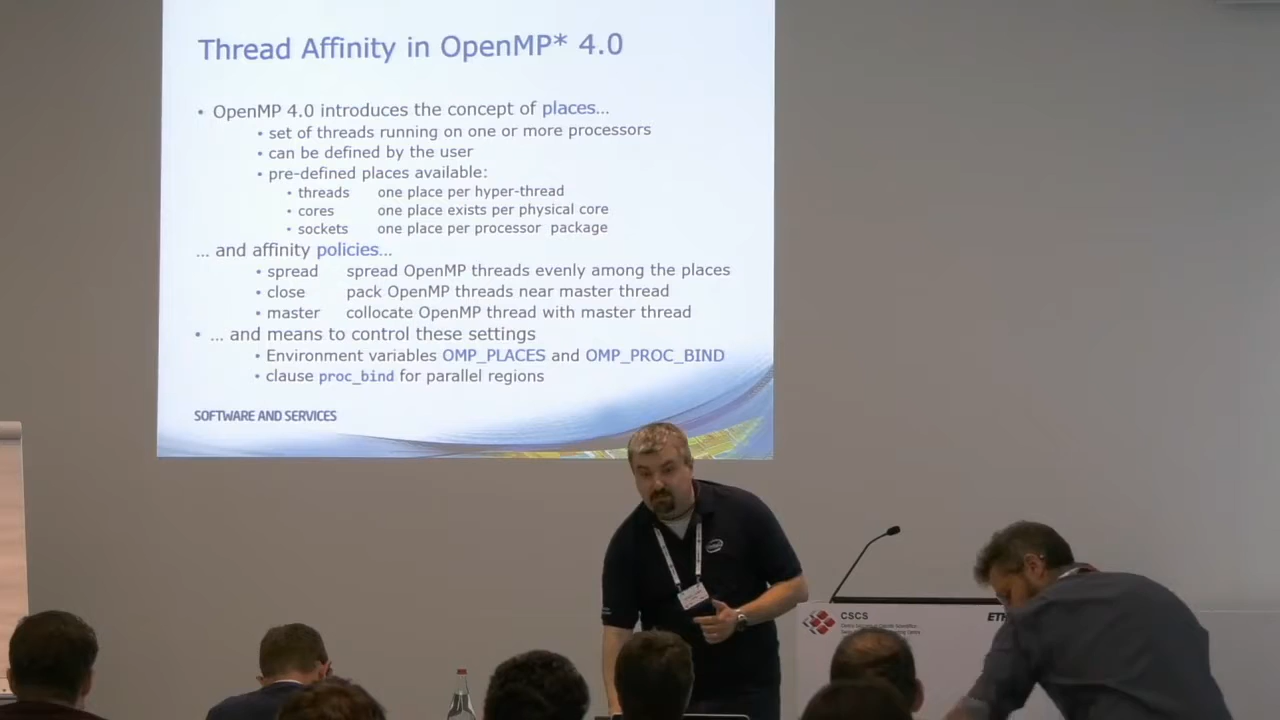 Thread Affinity in OpenMP* 4.0
• OpenMP 4.0 introduces the concept of places...
• set of threads running on one or more processors
• can be defined by the user
• pre-defined places available:
• threads one place per hyper-thread
• cores one place exists per physical core
• sockets one place per processor package
... and affinity policies...
• spread spread OpenMP threads evenly among the places
• close pack OpenMP threads near master thread
• master collocate OpenMP thread with master thread
• ... and means to control these settings
• Environment variables OMP_PLACES and OMP_PROC_BIND
• clause proc_bind for parallel regions
SOFTWARE AND SERVICES
CSCS
ETH